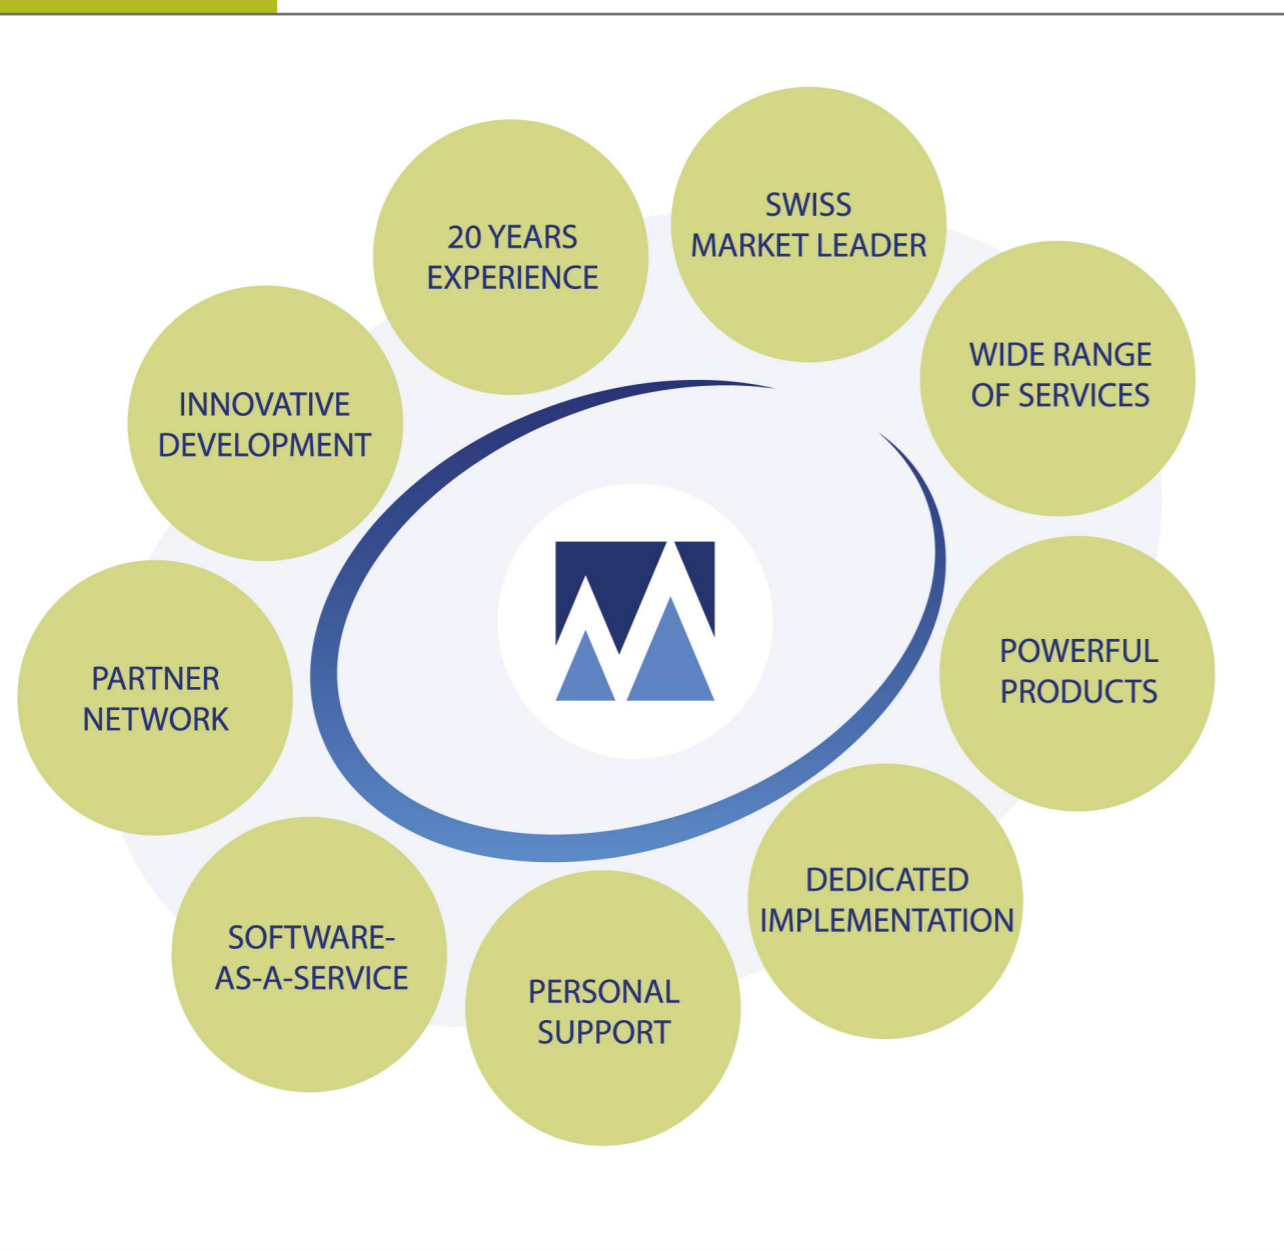 SWISS
MARKET LEADER
20 YEARS
EXPERIENCE
WIDE RANGE
OF SERVICES
INNOVATIVE
DEVELOPMENT
POWERFUL
PRODUCTS
PARTNER
NETWORK
DEDICATED
IMPLEMENTATION
SOFTWARE-
AS-A-SERVICE
PERSONAL
SUPPORT